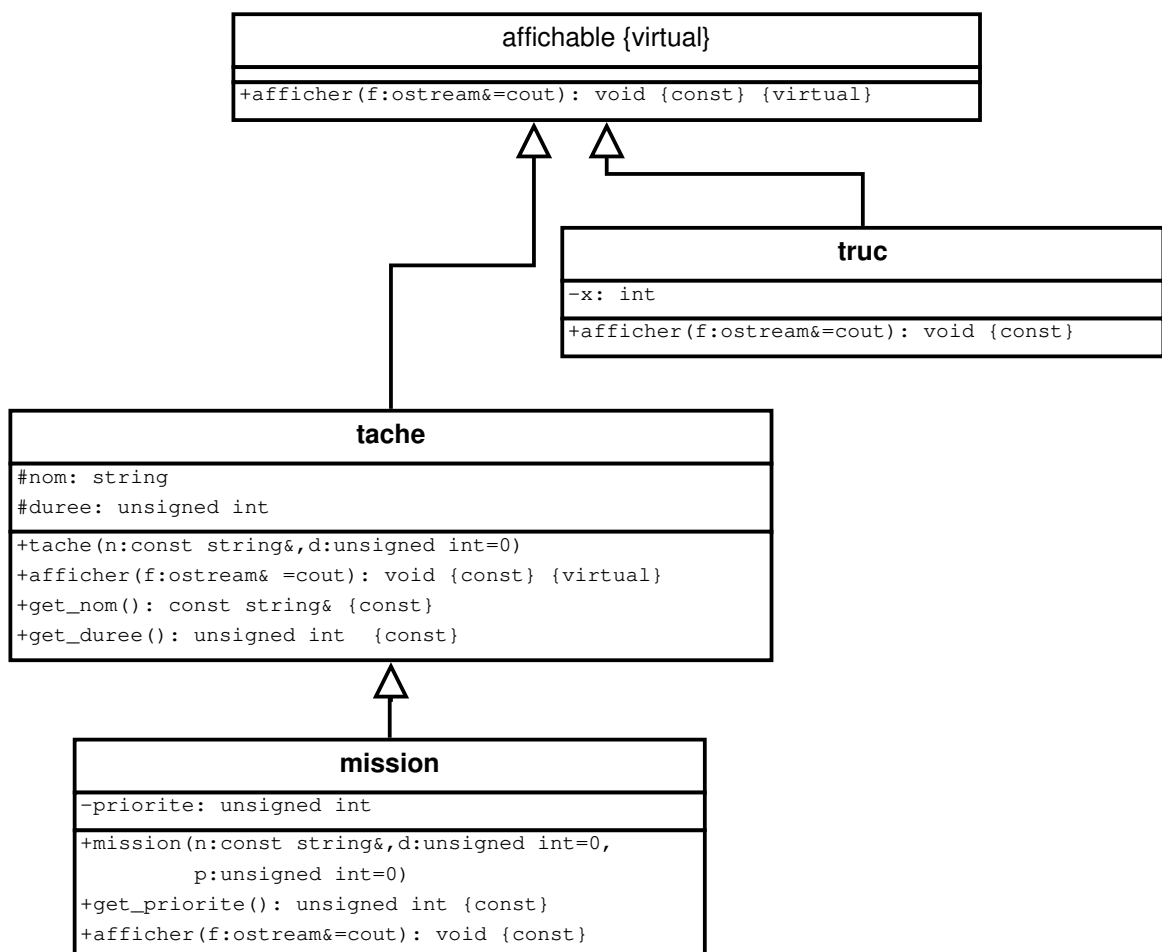 affichable {virtual}
+afficher(f:ostream&=cout): void {const} {virtual}
truc
-x: int
+afficher(f:ostream&=cout): void {const}
tache
#nom: string
#duree: unsigned int
+tache(n:const string&,d:unsigned int=0)
+afficher(f:ostream& =cout): void {const} {virtual}
+get_nom(): const string& {const}
+get_duree(): unsigned int  {const}
mission
-priorite: unsigned int
+mission(n:const string&,d:unsigned int=0,
p:unsigned int=0)
+get_priorite(): unsigned int {const}
+afficher(f:ostream&=cout): void {const}